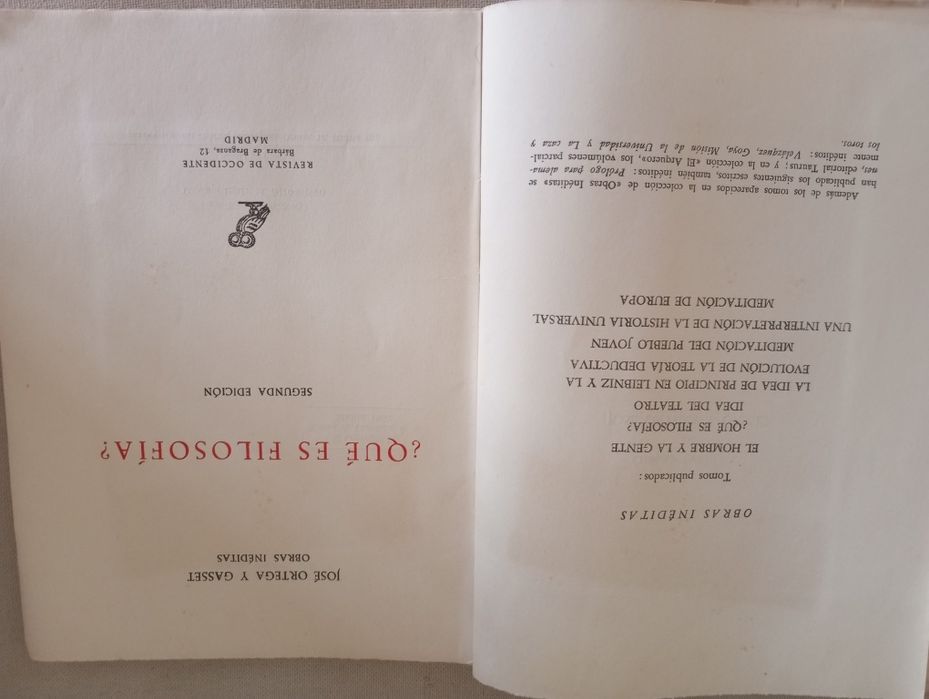 OBRAS INÉDITAS
Tomos publicados:
EL HOMBRE Y LA GENTE
¿QUÉ ES FILOSOFÍA?
IDEA DEL TEATRO
LA IDEA DE PRINCIPIO EN LEIBNIZ Y LA
EVOLUCIÓN DE LA TEORÍA DEDUCTIVA
MEDITACIÓN DEL PUEBLO JOVEN
UNA INTERPRETACIÓN DE LA HISTORIA UNIVERSAL
MEDITACIÓN DE EUROPA
Además de los tomos aparecidos en la colección de «Obras Inéditas» se
han publicado los siguientes escritos, también inéditos: Prólogo para alema-
nes, editorial Taurus; y en la colección «El Arquero», los volúmenes parcial-
mente inéditos: Velázquez, Goya, Misión de la Universidad y La caza y
los toros.
JOSÉ ORTEGA Y GASSET
OBRAS INÉDITAS
¿QUÉ ES FILOSOFÍA?
SEGUNDA EDICIÓN
REVISTA DE OCCIDENTE
Bárbara de Braganza, 12,
MADRID